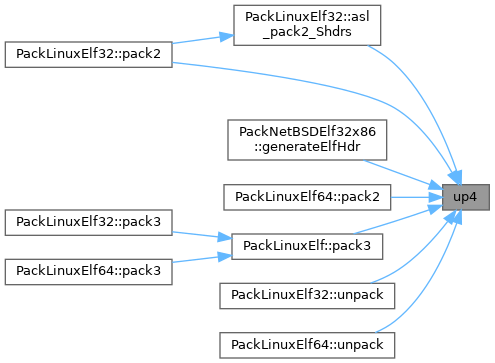 PackLinuxElf32::asl
_pack2_Shdrs
PackLinuxElf32::pack2
PackNetBSDElf32x86
::generateElfHdr
PackLinuxElf64::pack2
up4
PackLinuxElf32::pack3
PackLinuxElf::pack3
PackLinuxElf64::pack3
PackLinuxElf32::unpack
PackLinuxElf64::unpack